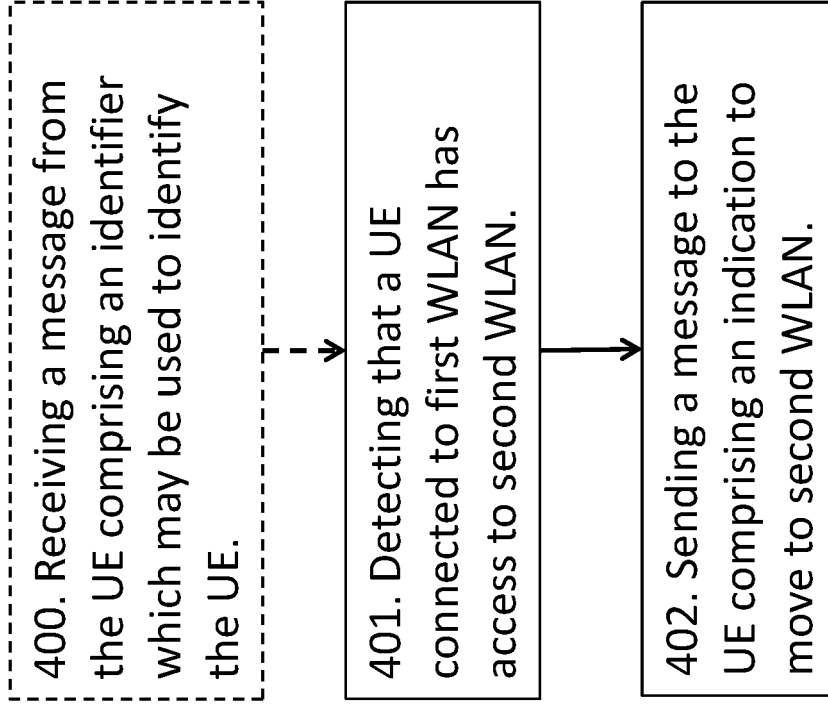 400. Receiving a message from
the UE comprising an identifier
which may be used to identify
the UE.
401. Detecting that a UE
connected to first WLAN has
access to second WLAN.
402. Sending a message to the
UE comprising an indication to
move to second WLAN.